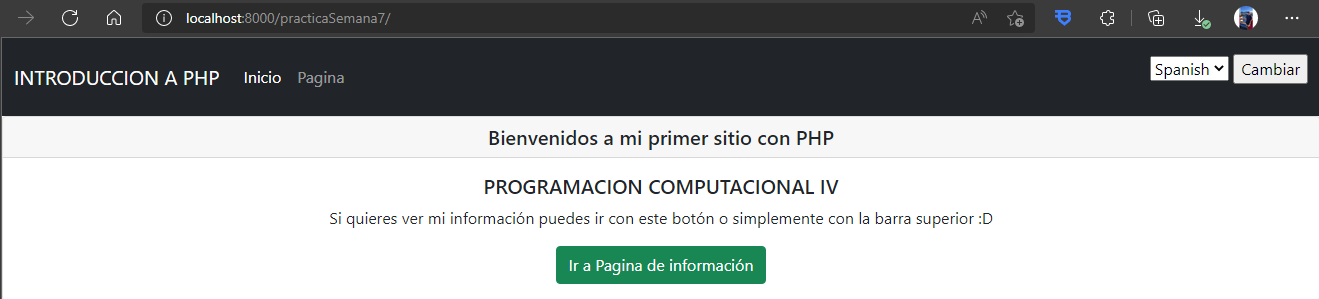 localhost:8000/practicaSemana7/
INTRODUCCION A PHP Inicio Pagina Spanish Cambiar
Bienvenidos a mi primer sitio con PHP
PROGRAMACION COMPUTACIONAL IV
Si quieres ver mi información puedes ir con este botón o simplemente con la barra superior :D
Ir a Pagina de información